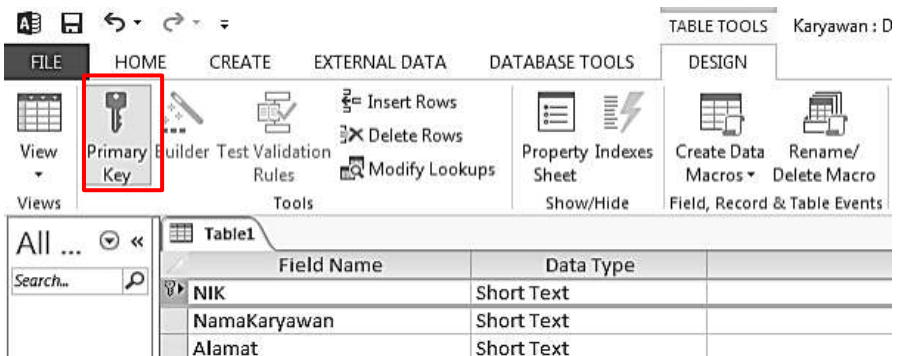 TABLE TOOLS Karyawan : D
FILE HOME CREATE EXTERNAL DATA DATABASE TOOLS DESIGN
View
Primary Key
Builder
Test Validation Rules
Insert Rows
Delete Rows
Modify Lookups
Property Sheet
Indexes
Create Data Macros
Rename/ Delete Macro
Views Tools Show/Hide Field, Record & Table Events
All ...
Search...
Table1
Field Name Data Type
NIK Short Text
NamaKaryawan Short Text
Alamat Short Text